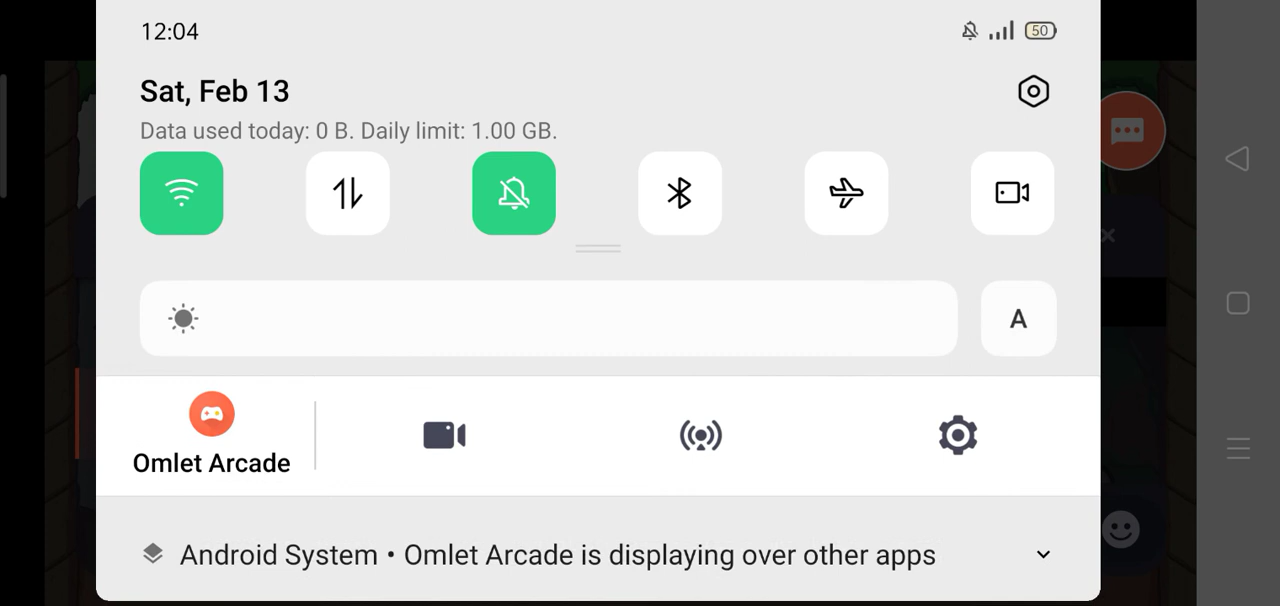 12:04
50
Sat, Feb 13
Data used today: 0 B. Daily limit: 1.00 GB.
A
Omlet Arcade
Android System • Omlet Arcade is displaying over other apps